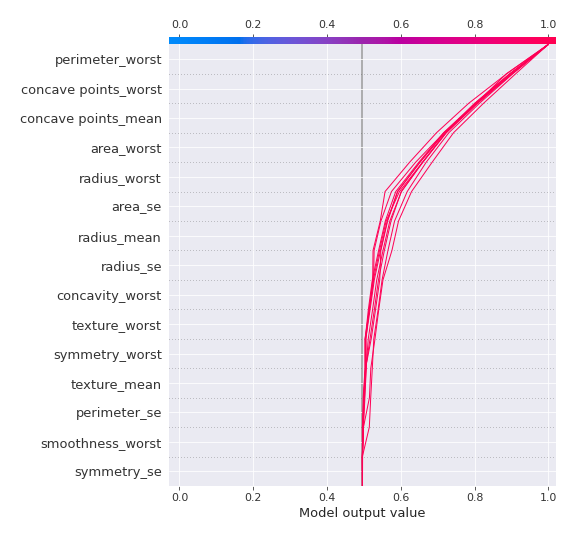 0.0 0.2 0.4 0.6 0.8 1.0
perimeter_worst
concave points_worst
concave points_mean
area_worst
radius_worst
area_se
radius_mean
radius_se
concavity_worst
texture_worst
symmetry_worst
texture_mean
perimeter_se
smoothness_worst
symmetry_se
0.0 0.2 0.4 0.6 0.8 1.0
Model output value